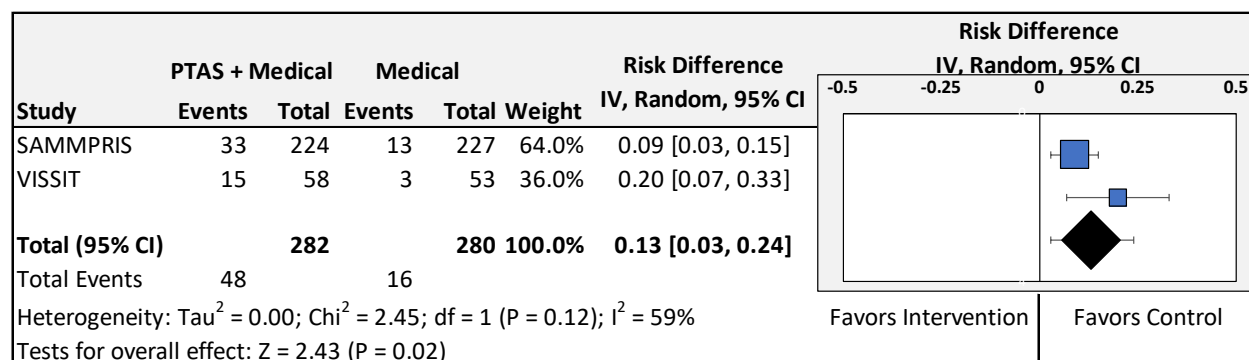 Risk Difference
PTAS + Medical Medical Risk Difference IV, Random, 95% CI
Study Events Total Events Total Weight IV, Random, 95% CI -0.5 -0.25 0 0.25 0.5
SAMMPRIS 33 224 13 227 64.0% 0.09 [0.03, 0.15]
VISSIT 15 58 3 53 36.0% 0.20 [0.07, 0.33]
Total (95% CI) 282 280 100.0% 0.13 [0.03, 0.24]
Total Events 48 16
Heterogeneity: Tau² = 0.00; Chi² = 2.45; df = 1 (P = 0.12); I² = 59% Favors Intervention Favors Control
Tests for overall effect: Z = 2.43 (P = 0.02)